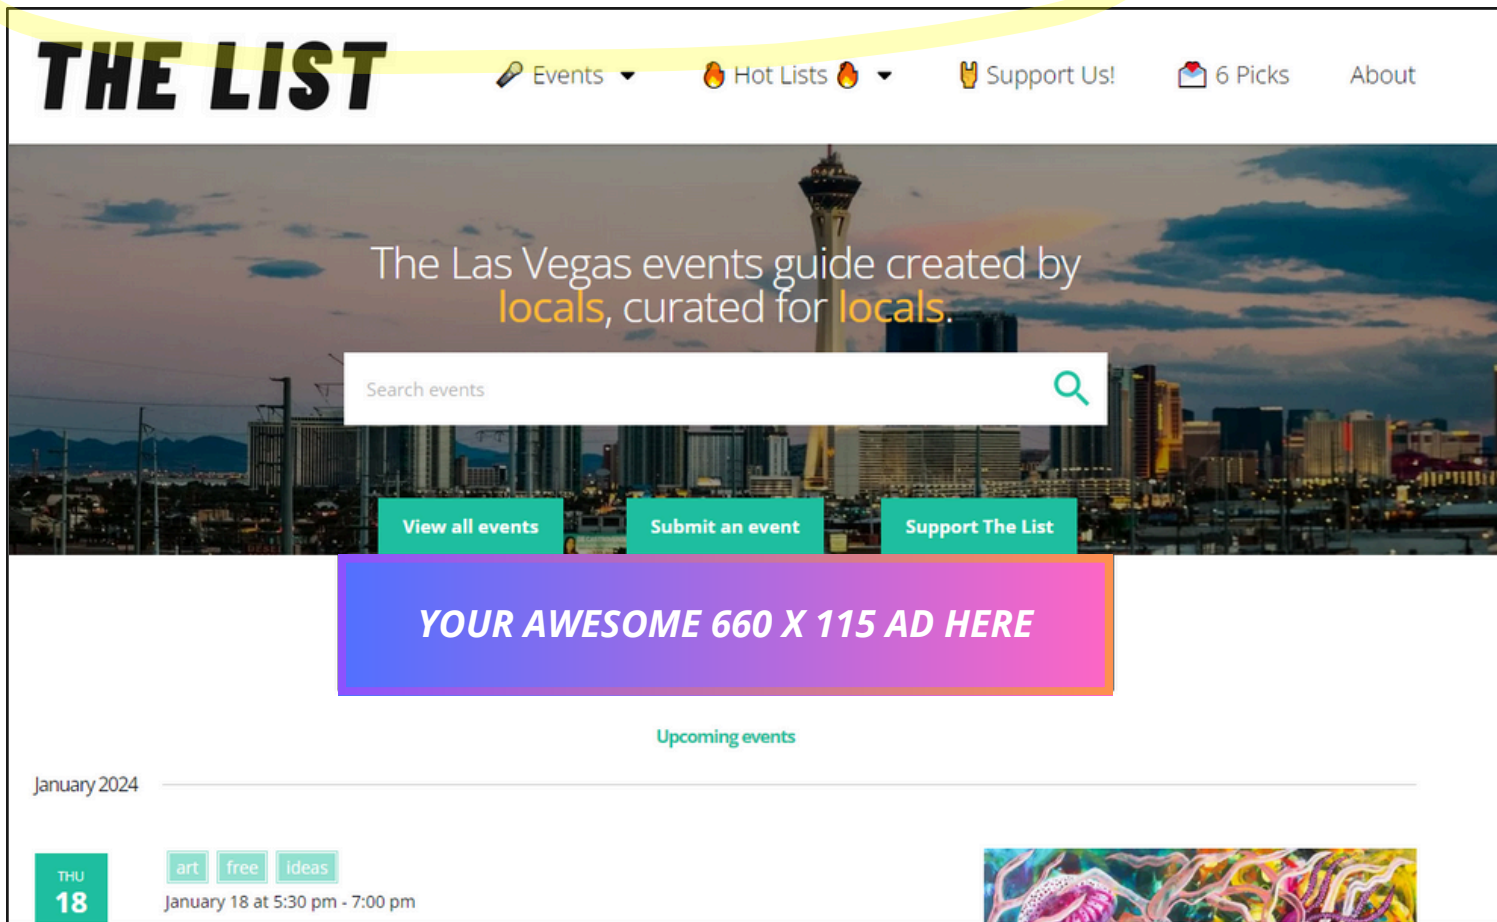 THE LIST
🎤 Events
🔥 Hot Lists 🔥
🤘 Support Us!
💌 6 Picks
About
The Las Vegas events guide created by
locals, curated for locals.
Search events
View all events
Submit an event
Support The List
YOUR AWESOME 660 X 115 AD HERE
Upcoming events
January 2024
THU
18
art free ideas
January 18 at 5:30 pm - 7:00 pm